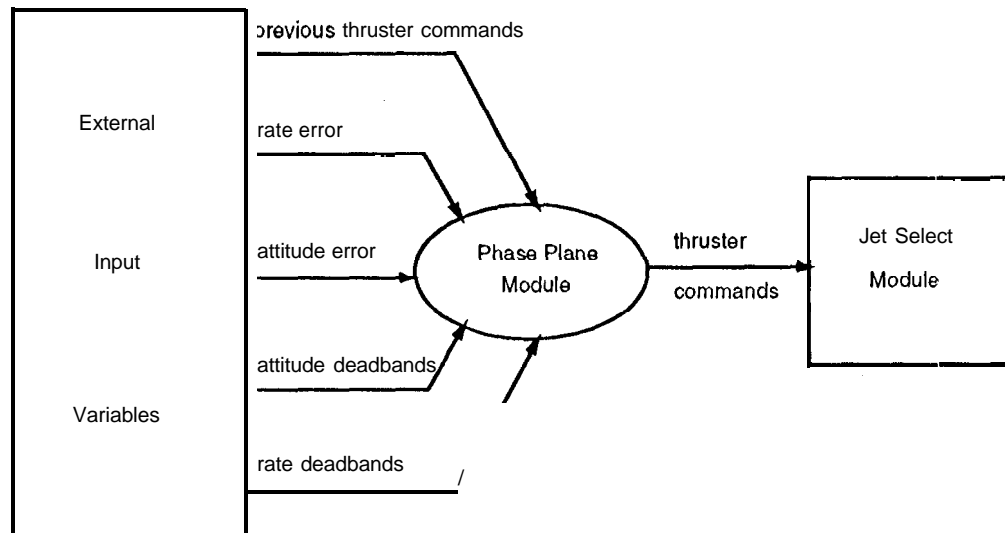 previous thruster commands
External
rate error
Input
attitude error
Phase Plane
Module
thruster
commands
Jet Select
Module
attitude deadbands
Variables
rate deadbands